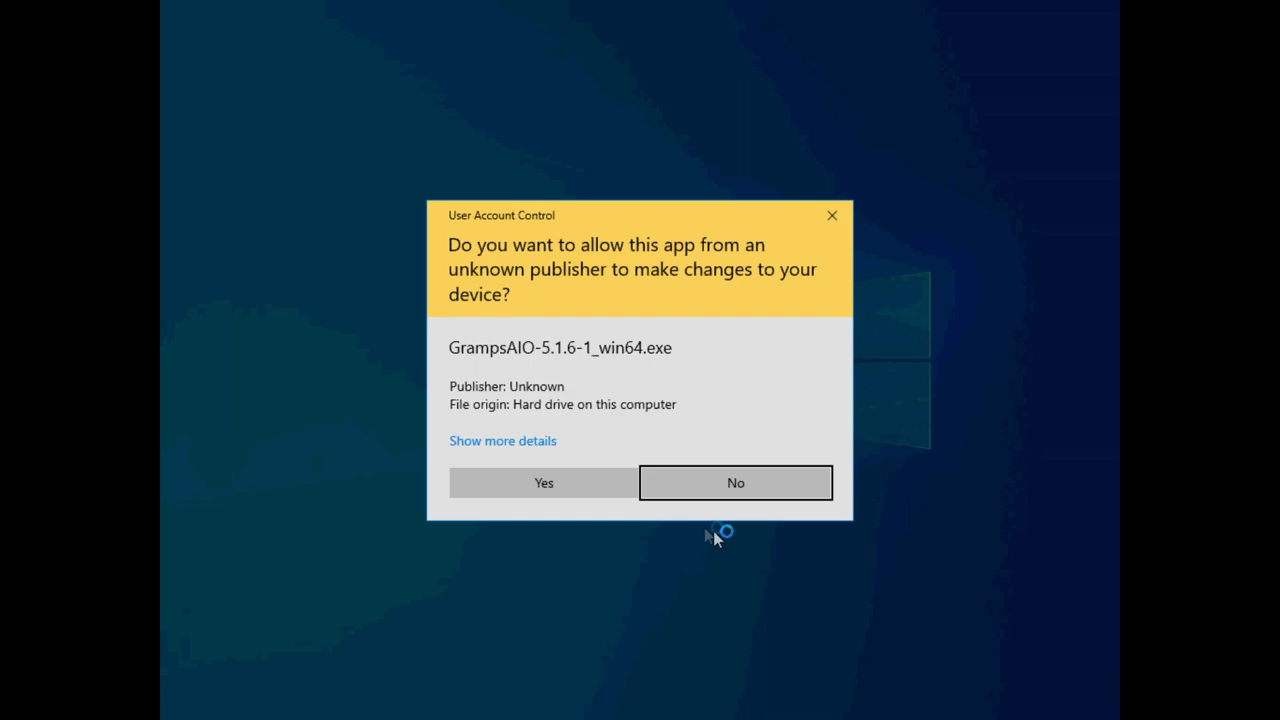 User Account Control
Do you want to allow this app from an
unknown publisher to make changes to your
device?
GrampsAIO-5.1.6-1_win64.exe
Publisher: Unknown
File origin: Hard drive on this computer
Show more details
Yes
No